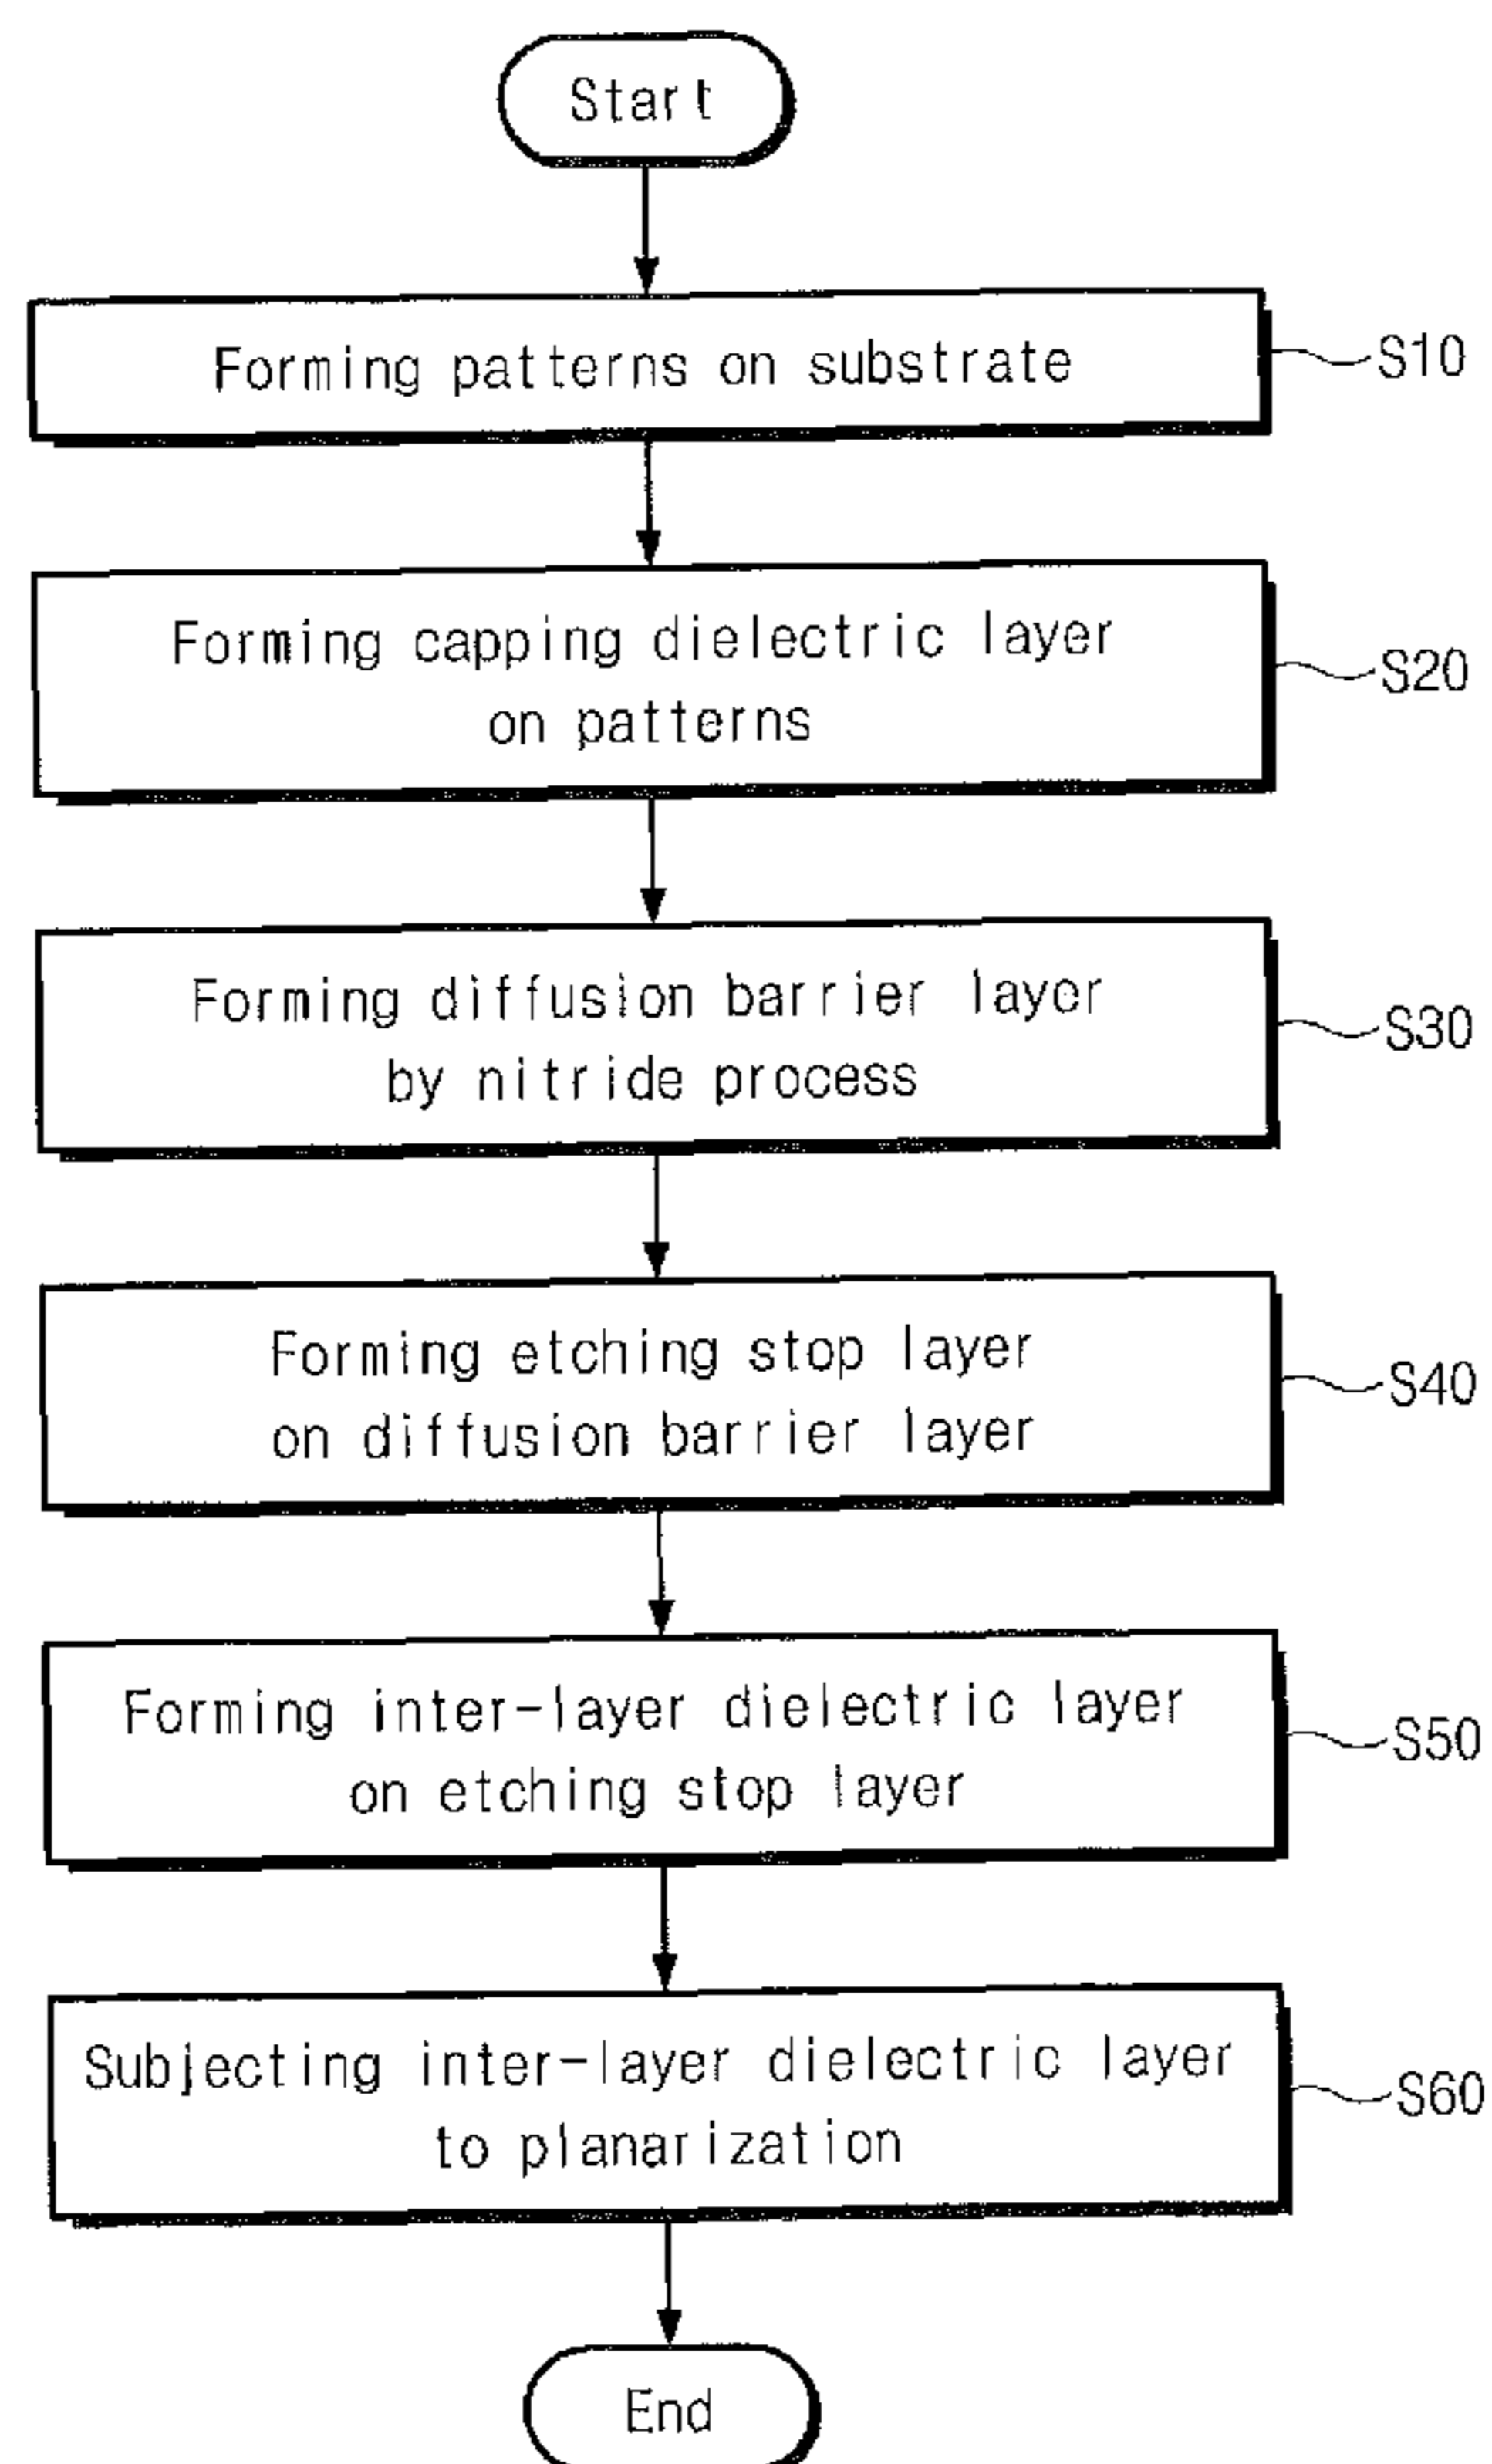 Start
Forming patterns on substrate
S10
Forming capping dielectric layer
on patterns
S20
Forming diffusion barrier layer
by nitride process
S30
Forming etching stop layer
on diffusion barrier layer
S40
Forming inter-layer dielectric layer
on etching stop layer
S50
Subjecting inter-layer dielectric layer
to planarization
S60
End